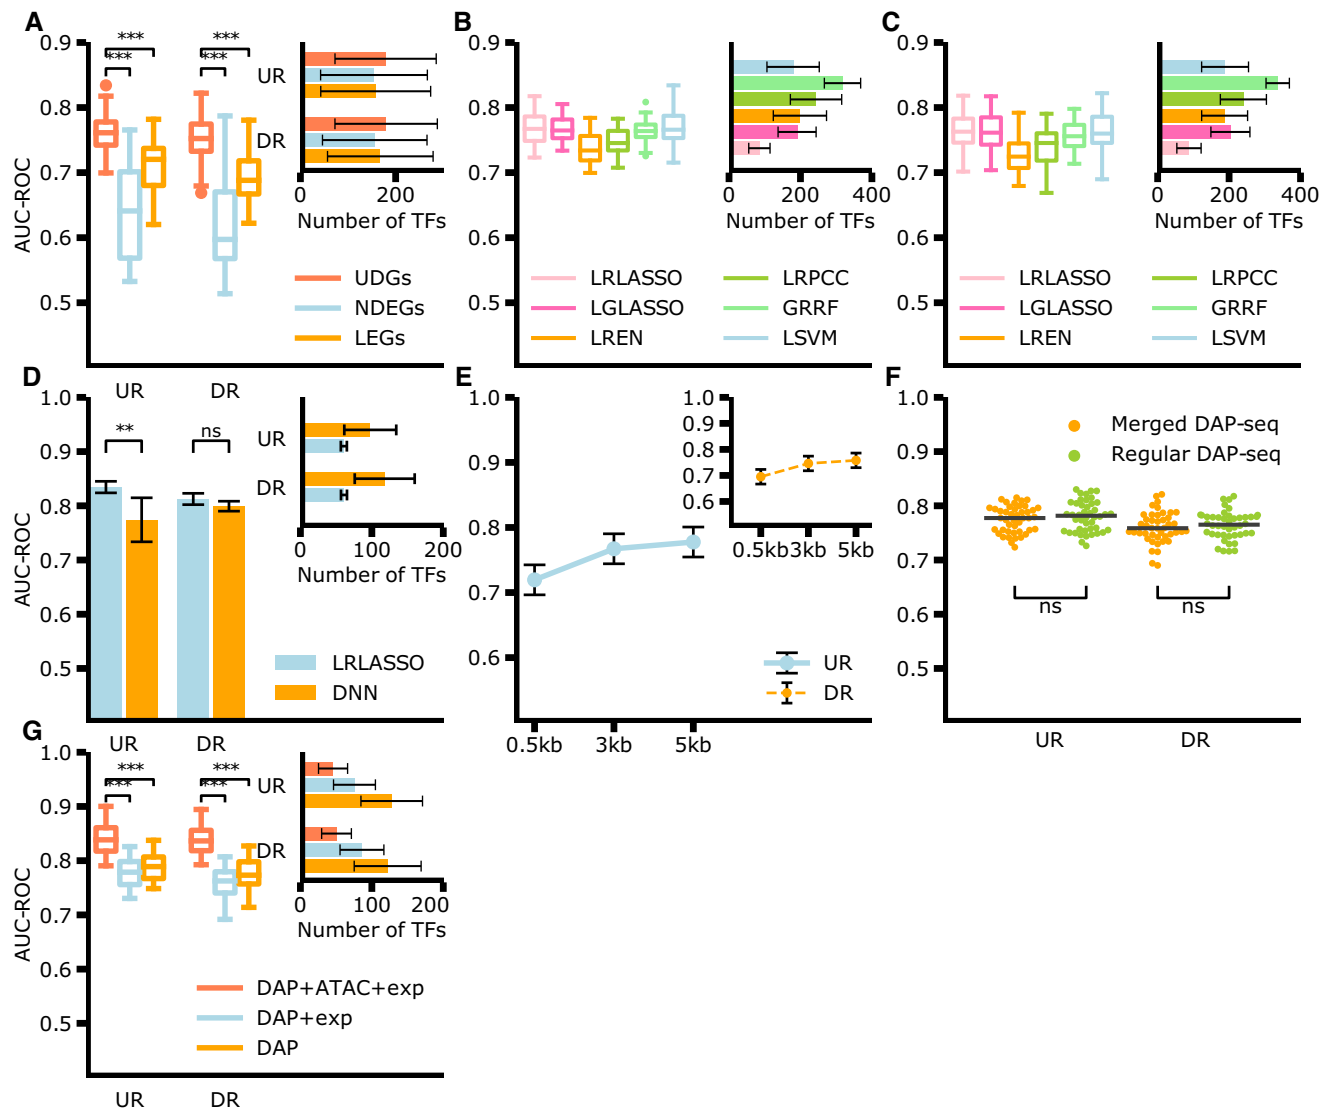 A
0.9
0.8
0.7
0.6
0.5
AUC-ROC
***
***
***
***
UR
DR
0
200
Number of TFs
UDGs
NDEGs
LEGs
UR
DR
B
0.9
0.8
0.7
0.6
0.5
0
200
400
Number of TFs
LRLASSO
LGLASSO
LREN
LRPCC
GRRF
LSVM
C
0.9
0.8
0.7
0.6
0.5
0
200
400
Number of TFs
LRLASSO
LGLASSO
LREN
LRPCC
GRRF
LSVM
D
1.0
0.9
0.8
0.7
0.6
0.5
AUC-ROC
**
ns
UR
DR
0
100
200
Number of TFs
LRLASSO
DNN
UR
DR
E
1.0
0.9
0.8
0.7
0.6
1.0
0.9
0.8
0.7
0.6
0.5kb
3kb
5kb
UR
DR
0.5kb
3kb
5kb
F
1.0
0.9
0.8
0.7
0.6
0.5
Merged DAP-seq
Regular DAP-seq
ns
ns
UR
DR
G
1.0
0.9
0.8
0.7
0.6
0.5
AUC-ROC
***
***
***
***
UR
DR
0
100
200
Number of TFs
DAP+ATAC+exp
DAP+exp
DAP
UR
DR